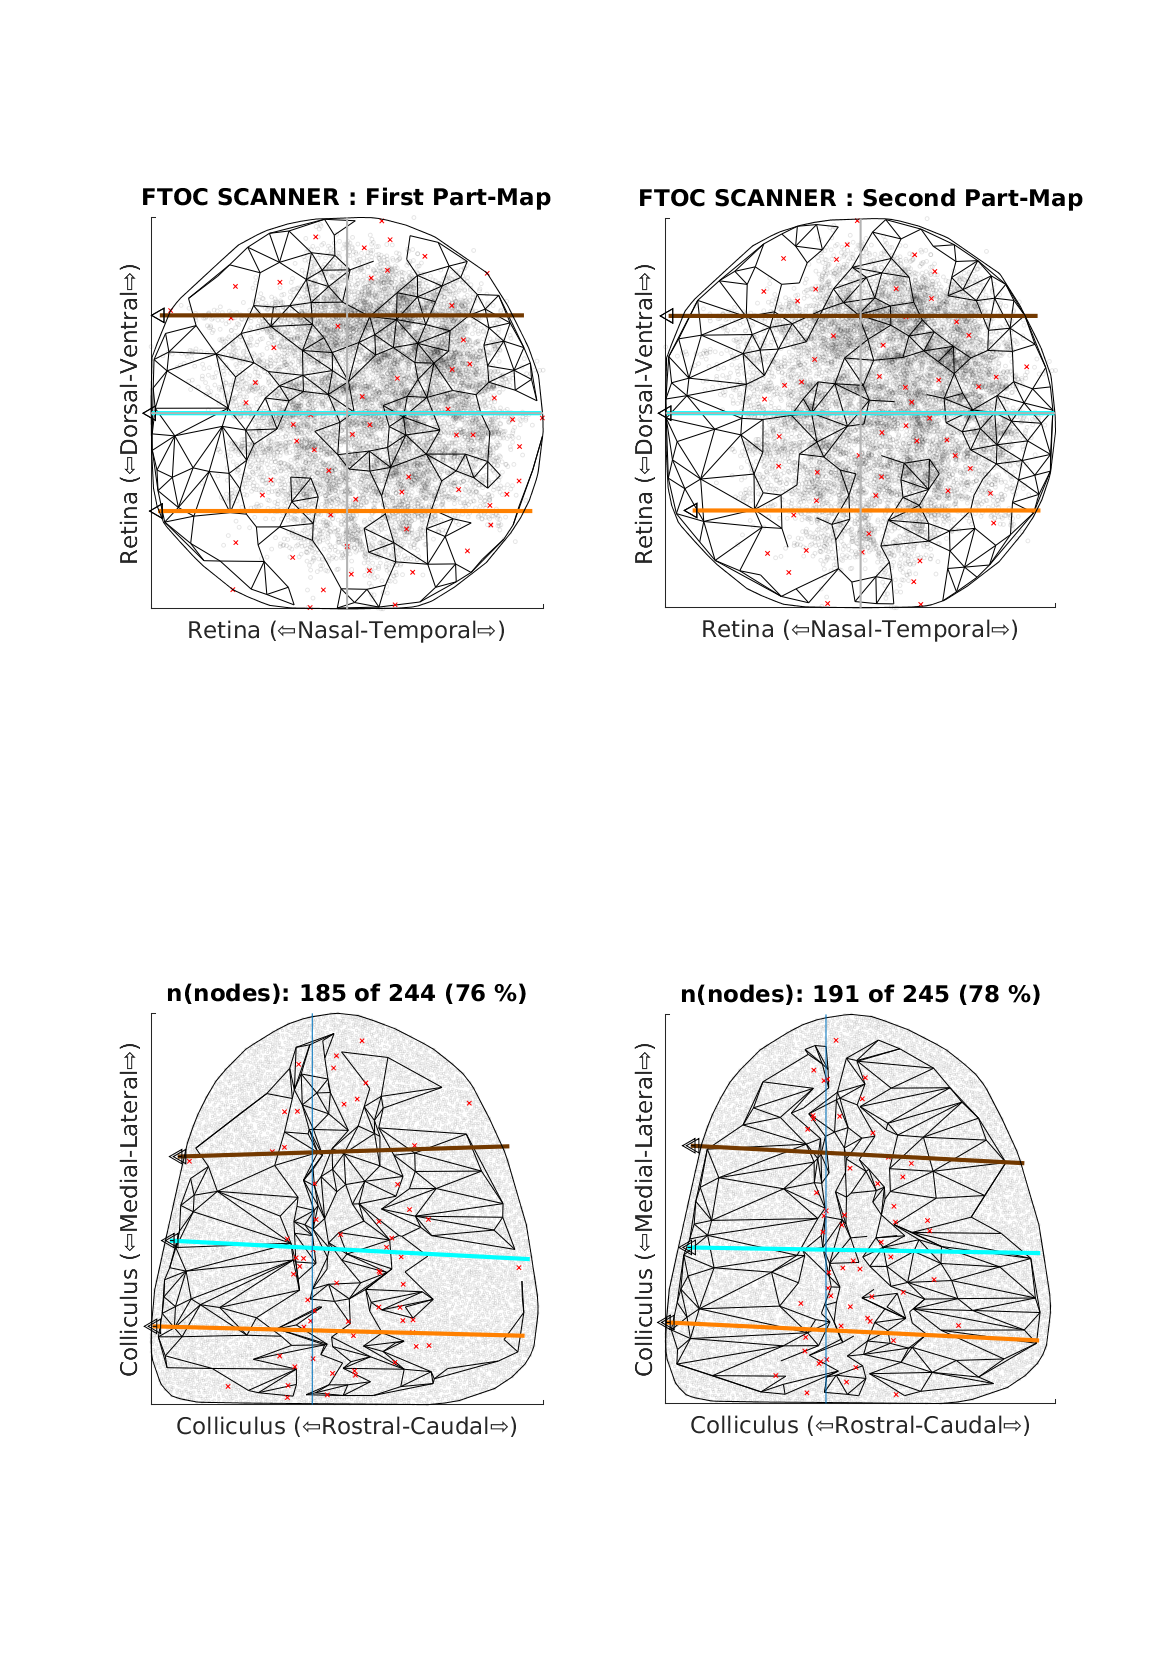 FTOC SCANNER : First Part-Map
Retina (⇦Dorsal-Ventral⇨)
Retina (⇦Nasal-Temporal⇨)
FTOC SCANNER : Second Part-Map
Retina (⇦Dorsal-Ventral⇨)
Retina (⇦Nasal-Temporal⇨)
n(nodes): 185 of 244 (76 %)
Colliculus (⇦Medial-Lateral⇨)
Colliculus (⇦Rostral-Caudal⇨)
n(nodes): 191 of 245 (78 %)
Colliculus (⇦Medial-Lateral⇨)
Colliculus (⇦Rostral-Caudal⇨)